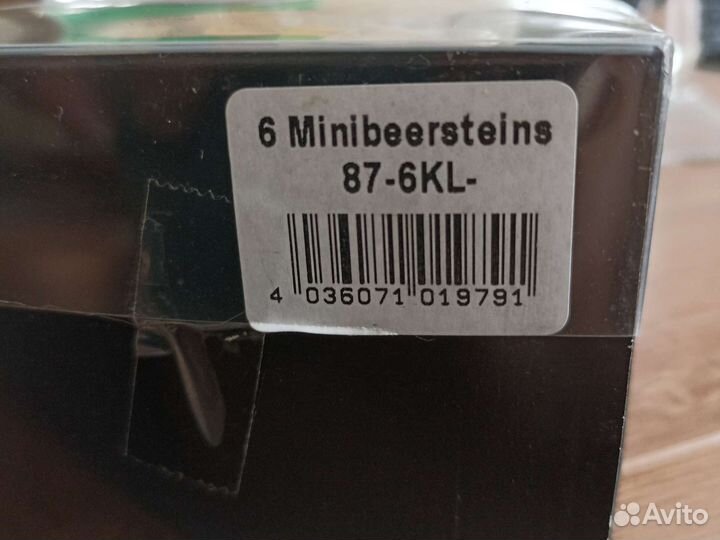 6 Minibeersteins
87-6KL-
4 036071 019791
Avito